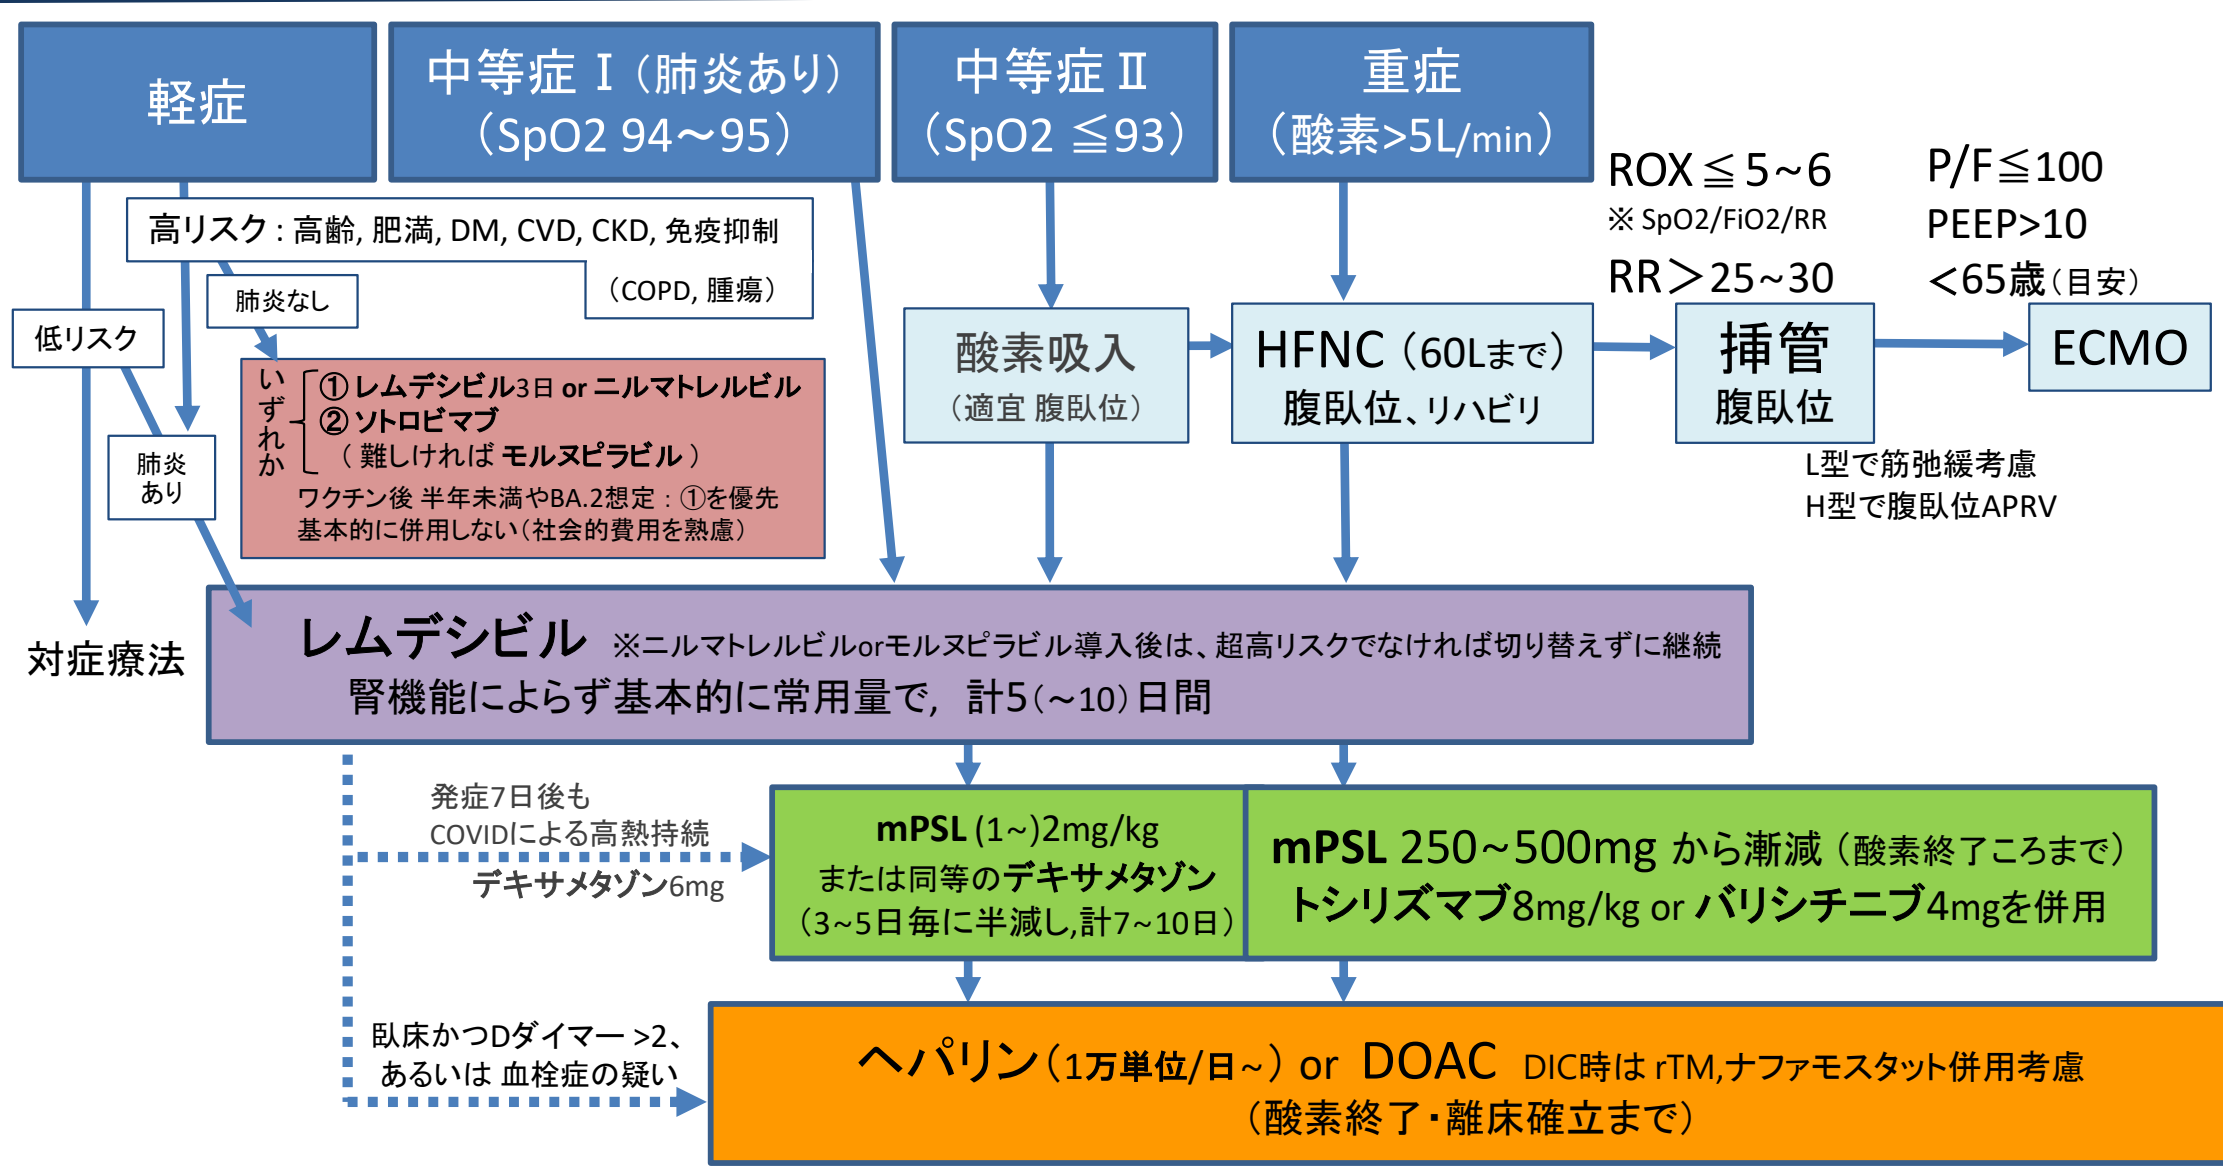 軽症
中等症Ⅰ（肺炎あり）
（SpO2 94～95）
中等症Ⅱ
（SpO2 ≦93）
重症
（酸素>5L/min）
ROX≦5~6
※SpO2/FiO2/RR
RR＞25~30
P/F≦100
PEEP>10
＜65歳（目安）
高リスク : 高齢, 肥満, DM, CVD, CKD, 免疫抑制
（COPD, 腫瘍）
肺炎なし
低リスク
肺炎
あり
いずれか
①レムデシビル3日 or ニルマトレルビル
②ソトロビマブ
（ 難しければ モルヌピラビル ）
ワクチン後 半年未満やBA.2想定 : ①を優先
基本的に併用しない（社会的費用を熟慮）
酸素吸入
（適宜 腹臥位）
HFNC（60Lまで）
腹臥位、リハビリ
挿管
腹臥位
ECMO
L型で筋弛緩考慮
H型で腹臥位APRV
対症療法
レムデシビル ※ニルマトレルビルorモルヌピラビル導入後は、超高リスクでなければ切り替えずに継続
腎機能によらず基本的に常用量で, 計5（～10）日間
発症7日後も
COVIDによる高熱持続
デキサメタゾン6mg
mPSL (1~)2mg/kg
または同等のデキサメタゾン
（3~5日毎に半減し,計7~10日）
mPSL 250~500mg から漸減（酸素終了ころまで）
トシリズマブ8mg/kg or バリシチニブ4mgを併用
臥床かつDダイマー >2、
あるいは 血栓症の疑い
ヘパリン（1万単位/日~）or DOAC DIC時は rTM,ナファモスタット併用考慮
（酸素終了・離床確立まで）